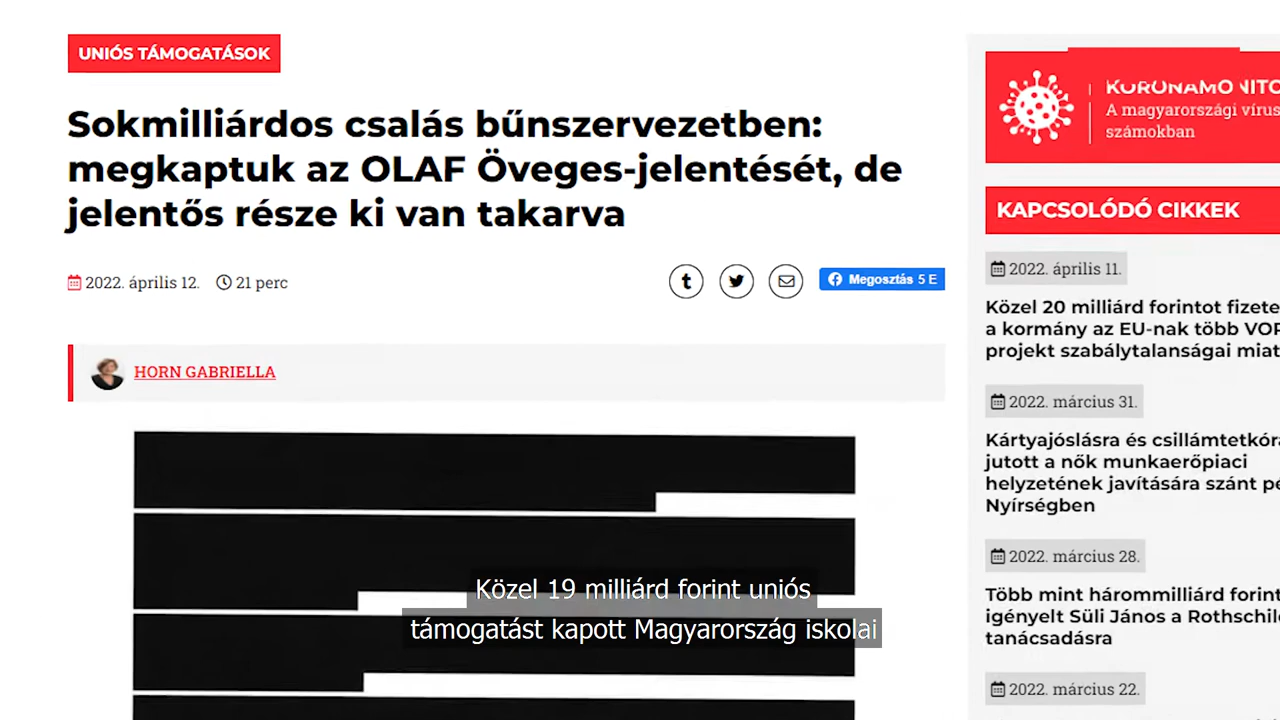 UNIÓS TÁMOGATÁSOK
Sokmilliárdos csalás bűnszervezetben:
megkaptuk az OLAF Öveges-jelentését, de
jelentős része ki van takarva
2022. április 12.
21 perc
Megosztás 5 E
HORN GABRIELLA
Közel 19 milliárd forint uniós
támogatást kapott Magyarország iskolai
A magyarországi vírus
számokban
KAPCSOLÓDÓ CIKKEK
2022. április 11.
Közel 20 milliárd forintot fizete
a kormány az EU-nak több VOP
projekt szabálytalanságai miat
2022. március 31.
Kártyajóslásra és csillámtetkóra
jutott a nők munkaerőpiaci
helyzetének javítására szánt pé
Nyírségben
2022. március 28.
Több mint hárommilliárd forint
igényelt Süli János a Rothschild
tanácsadásra
2022. március 22.